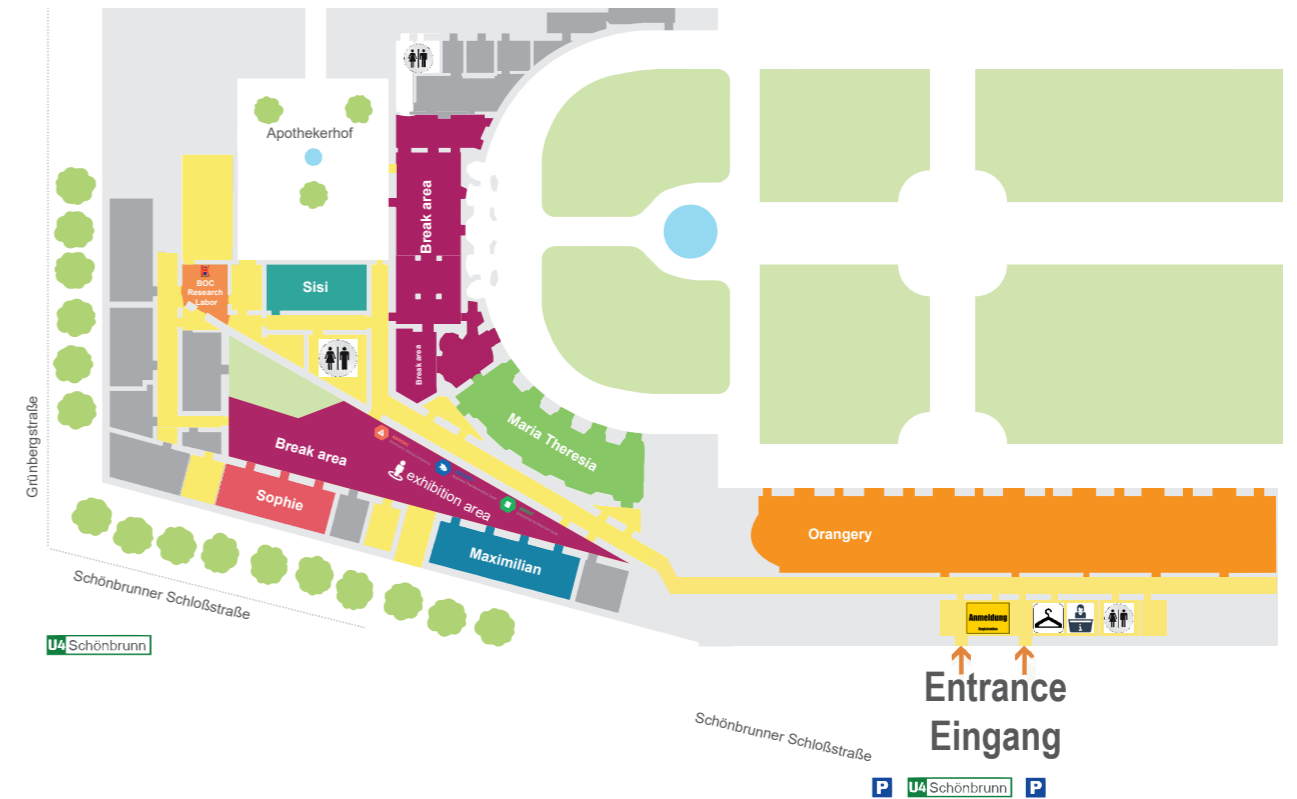 Apothekerhof
Break area
BOC
Research
Labor
Sisi
Break area
Maria Theresia
Break area
exhibition area
Sophie
Maximilian
Orangery
Grünbergstraße
Schönbrunner Schloßstraße
U4 Schönbrunn
Anmeldung
Registration
i
Entrance
Eingang
Schönbrunner Schloßstraße
P U4 Schönbrunn P